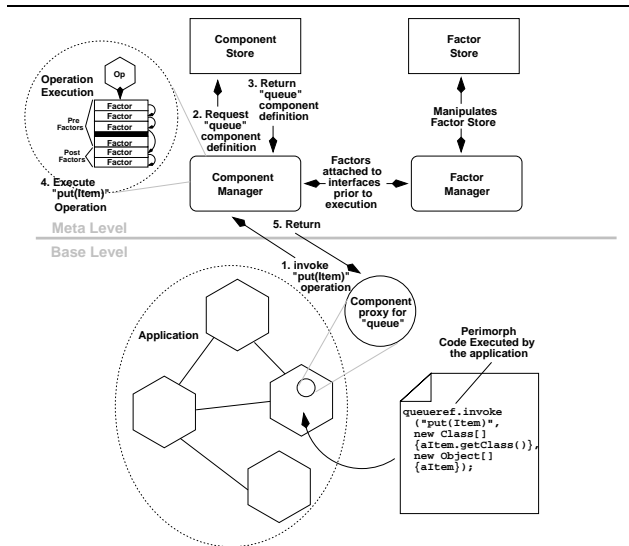 Component
Store
Factor
Store
Op
Operation
Execution
Factor
Factor
Factor
Factor
Factor
Factor
Pre
Factors
Post
Factors
3. Return
"queue"
component
definition
2. Request
"queue"
component
definition
Manipulates
Factor Store
4. Execute
"put(Item)"
Operation
Component
Manager
Factors
attached to
interfaces
prior to
execution
Factor
Manager
Meta Level
Base Level
5. Return
1. invoke
"put(Item)"
operation
Component
proxy for
"queue"
Application
Perimorph
Code Executed by
the application
queueref.invoke
("put(Item)",
new Class[]
{aItem.getClass()},
new Object[]
{aItem});